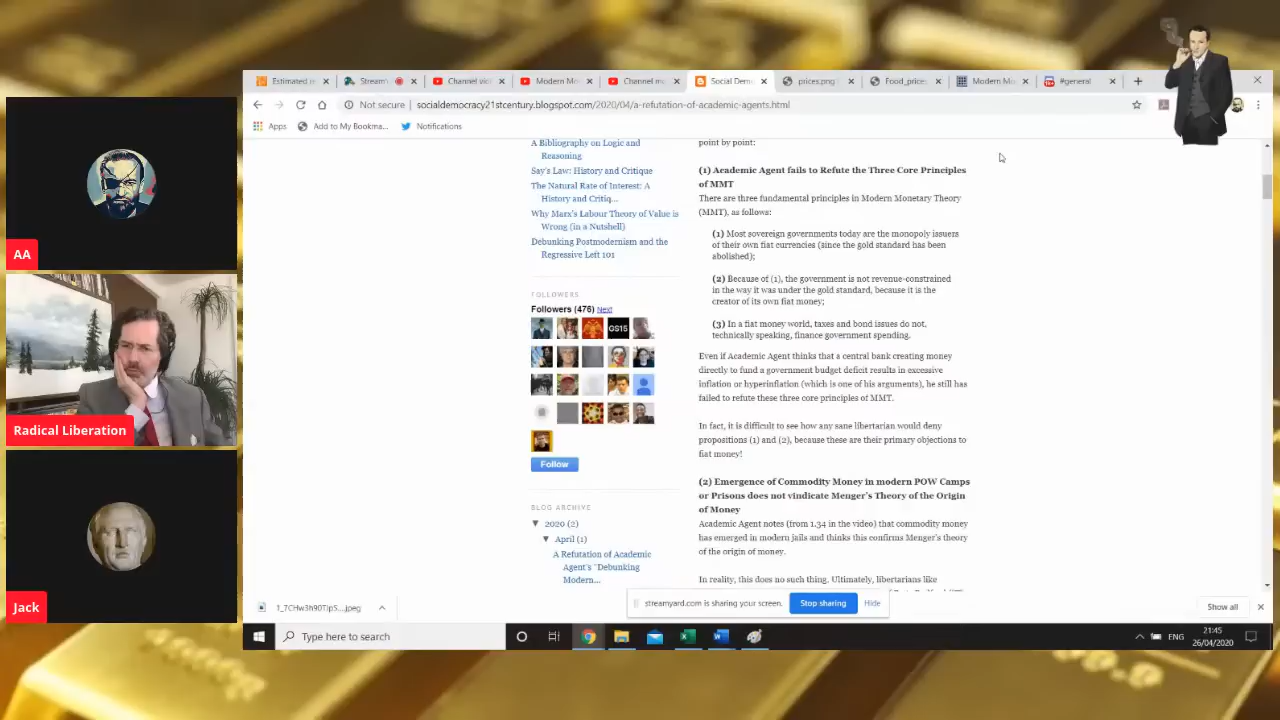 Estimated re
Stream
Channel vide
Modern Me
Channel mo
Social Demo
prices.png
Food_prices
Modern Mo
#general
Not secure
socialdemocracy21stcentury.blogspot.com/2020/04/a-refutation-of-academic-agents.html
Apps
Add to My Bookma...
Notifications
A Bibliography on Logic and
Reasoning
Say's Law: History and Critique
The Natural Rate of Interest: A
History and Critiq...
Why Marx's Labour Theory of Value is
Wrong (in a Nutshell)
Debunking Postmodernism and the
Regressive Left 101
FOLLOWERS
Followers (476) Next
GS15
Follow
BLOG ARCHIVE
▼ 2020 (2)
▼ April (1)
A Refutation of Academic
Agent's "Debunking
Modern...
point by point:
(1) Academic Agent fails to Refute the Three Core Principles
of MMT
There are three fundamental principles in Modern Monetary Theory
(MMT), as follows:
(1) Most sovereign governments today are the monopoly issuers
of their own fiat currencies (since the gold standard has been
abolished);
(2) Because of (1), the government is not revenue-constrained
in the way it was under the gold standard, because it is the
creator of its own fiat money;
(3) In a fiat money world, taxes and bond issues do not,
technically speaking, finance government spending.
Even if Academic Agent thinks that a central bank creating money
directly to fund a government budget deficit results in excessive
inflation or hyperinflation (which is one of his arguments), he still has
failed to refute these three core principles of MMT.
In fact, it is difficult to see how any sane libertarian would deny
propositions (1) and (2), because these are their primary objections to
fiat money!
(2) Emergence of Commodity Money in modern POW Camps
or Prisons does not vindicate Menger's Theory of the Origin
of Money
Academic Agent notes (from 1.34 in the video) that commodity money
has emerged in modern jails and thinks this confirms Menger's theory
of the origin of money.
In reality, this does no such thing. Ultimately, libertarians like
AA
Radical Liberation
Jack
streamyard.com is sharing your screen.
Stop sharing
Hide
1_7CHw3h90TipS....jpeg
Show all
Type here to search
ENG
21:45
26/04/2020